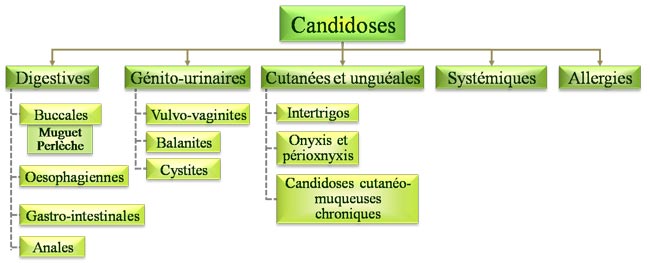 Candidoses
Digestives
Génito-urinaires
Cutanées et unguéales
Systémiques
Allergies
Buccales
Muguet
Perlèche
Oesophagiennes
Gastro-intestinales
Anales
Vulvo-vaginites
Balanites
Cystites
Intertrigos
Onyxis et
périoxnyxis
Candidoses cutanéo-
muqueuses
chroniques